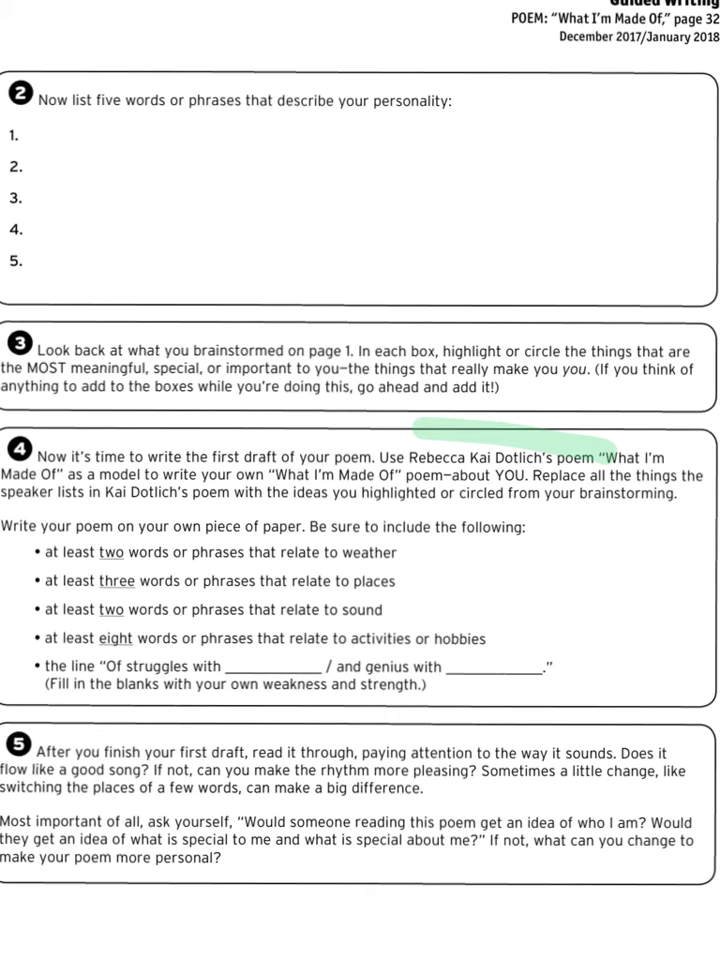 Guided Writing
POEM: “What I’m Made Of,” page 32
December 2017/January 2018
2 Now list five words or phrases that describe your personality:
1.
2.
3.
4.
5.
3 Look back at what you brainstormed on page 1. In each box, highlight or circle the things that are
the MOST meaningful, special, or important to you—the things that really make you you. (If you think of
anything to add to the boxes while you’re doing this, go ahead and add it!)
4 Now it’s time to write the first draft of your poem. Use Rebecca Kai Dotlich’s poem “What I’m
Made Of” as a model to write your own “What I’m Made Of” poem—about YOU. Replace all the things the
speaker lists in Kai Dotlich’s poem with the ideas you highlighted or circled from your brainstorming.
Write your poem on your own piece of paper. Be sure to include the following:
• at least two words or phrases that relate to weather
• at least three words or phrases that relate to places
• at least two words or phrases that relate to sound
• at least eight words or phrases that relate to activities or hobbies
• the line “Of struggles with ____________ / and genius with ____________.”
(Fill in the blanks with your own weakness and strength.)
5 After you finish your first draft, read it through, paying attention to the way it sounds. Does it
flow like a good song? If not, can you make the rhythm more pleasing? Sometimes a little change, like
switching the places of a few words, can make a big difference.
Most important of all, ask yourself, “Would someone reading this poem get an idea of who I am? Would
they get an idea of what is special to me and what is special about me?” If not, what can you change to
make your poem more personal?